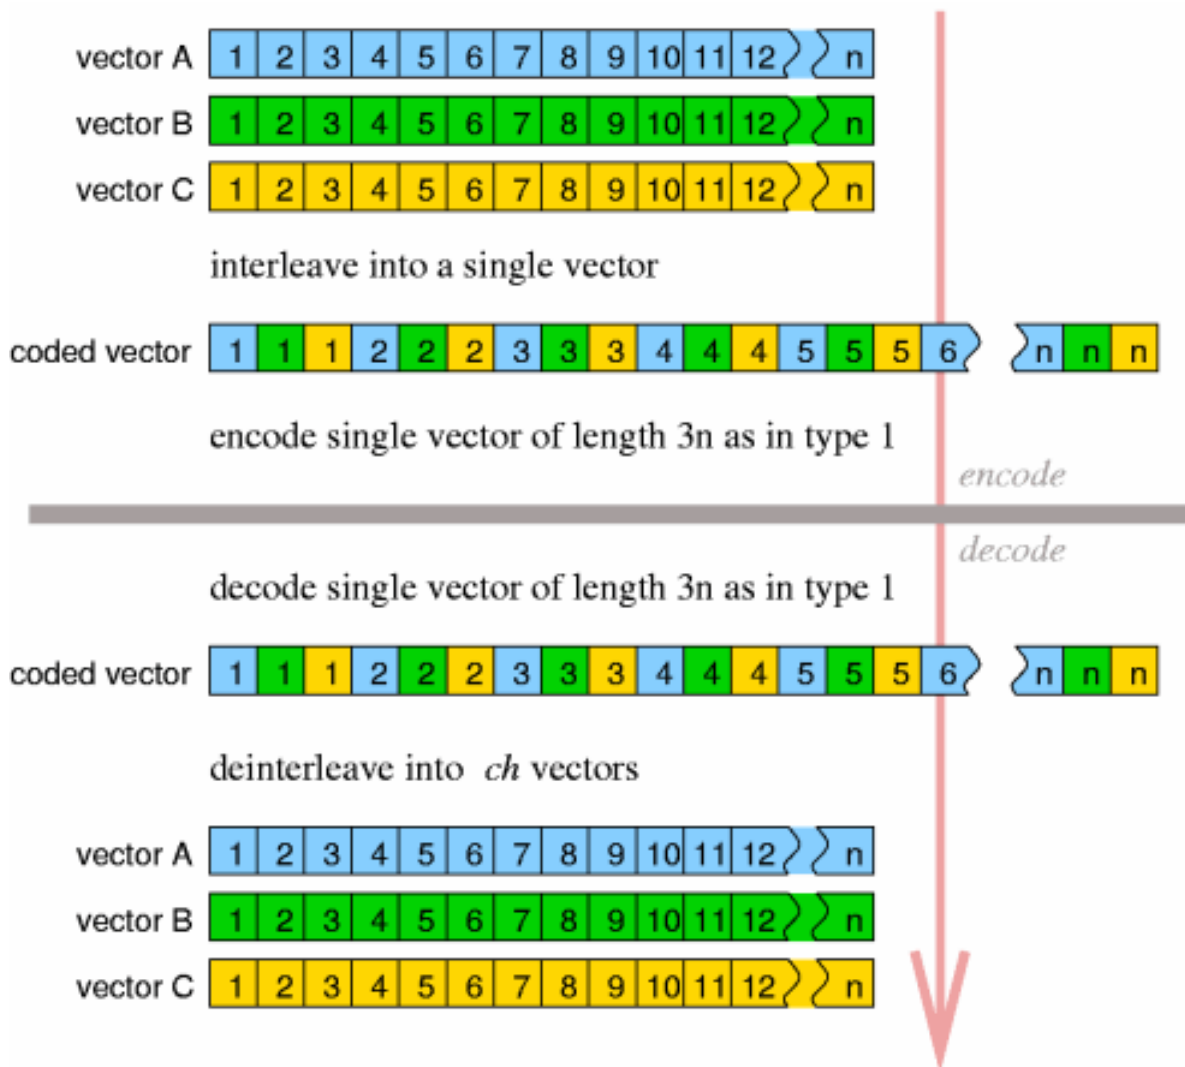 vector A 1 2 3 4 5 6 7 8 9 10 11 12 n
vector B 1 2 3 4 5 6 7 8 9 10 11 12 n
vector C 1 2 3 4 5 6 7 8 9 10 11 12 n
interleave into a single vector
coded vector 1 1 1 2 2 2 3 3 3 4 4 4 5 5 5 6 n n n
encode single vector of length 3n as in type 1
encode
decode
decode single vector of length 3n as in type 1
coded vector 1 1 1 2 2 2 3 3 3 4 4 4 5 5 5 6 n n n
deinterleave into ch vectors
vector A 1 2 3 4 5 6 7 8 9 10 11 12 n
vector B 1 2 3 4 5 6 7 8 9 10 11 12 n
vector C 1 2 3 4 5 6 7 8 9 10 11 12 n